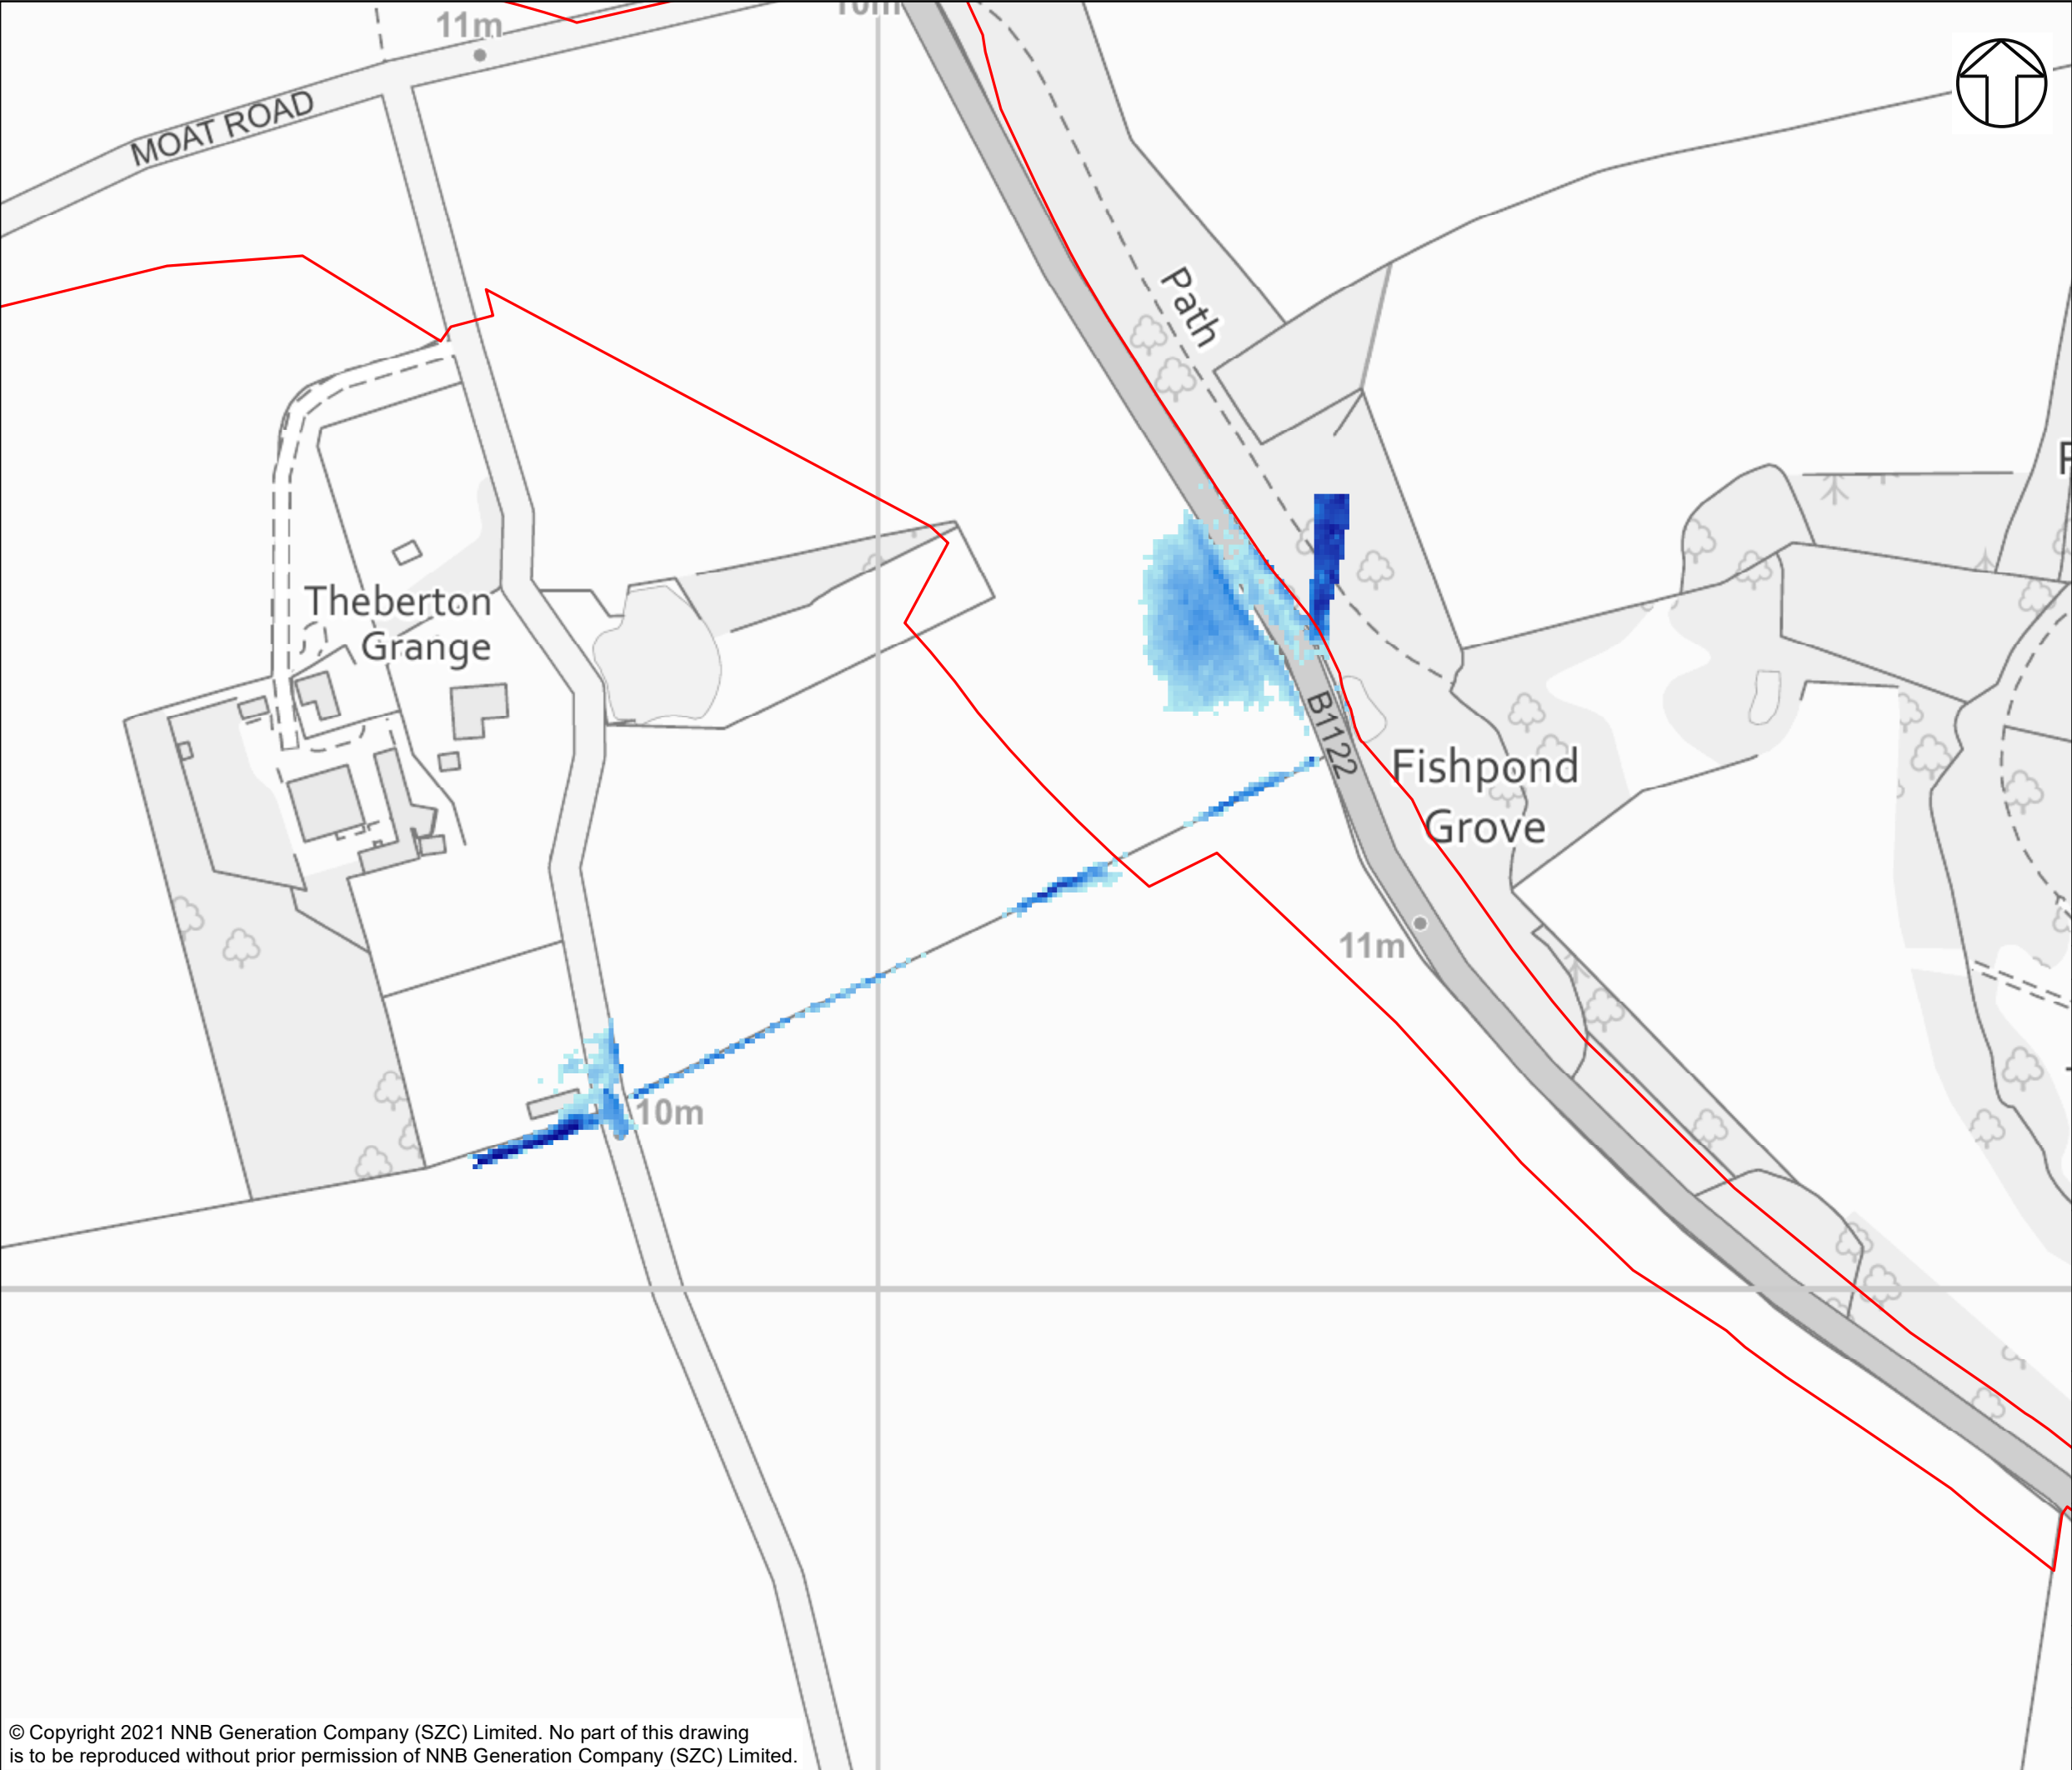 11m
10m
MOAT ROAD
Path
Theberton
Grange
B1122
Fishpond
Grove
11m
10m
© Copyright 2021 NNB Generation Company (SZC) Limited. No part of this drawing
is to be reproduced without prior permission of NNB Generation Company (SZC) Limited.